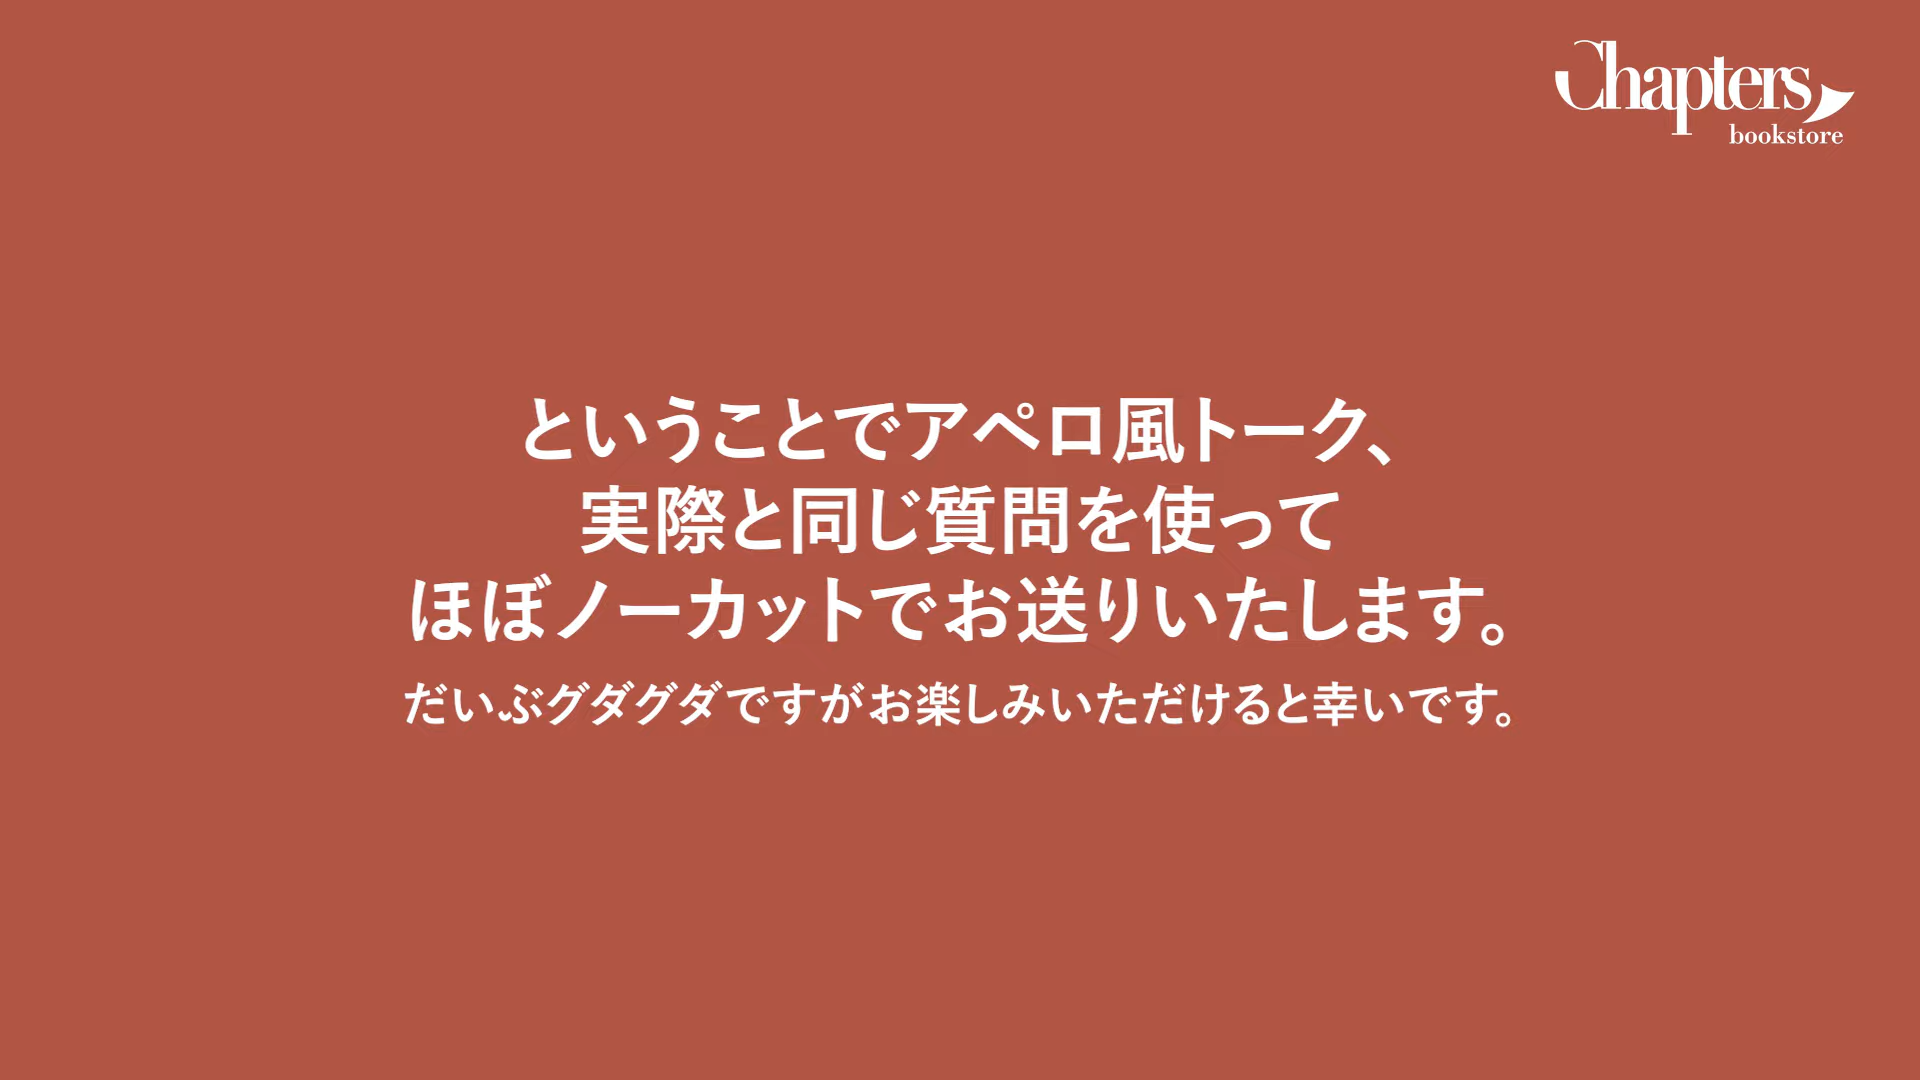 Chapters
bookstore
ということでアペロ風トーク、
実際と同じ質問を使って
ほぼノーカットでお送りいたします。
だいぶグダグダですがお楽しみいただけると幸いです。